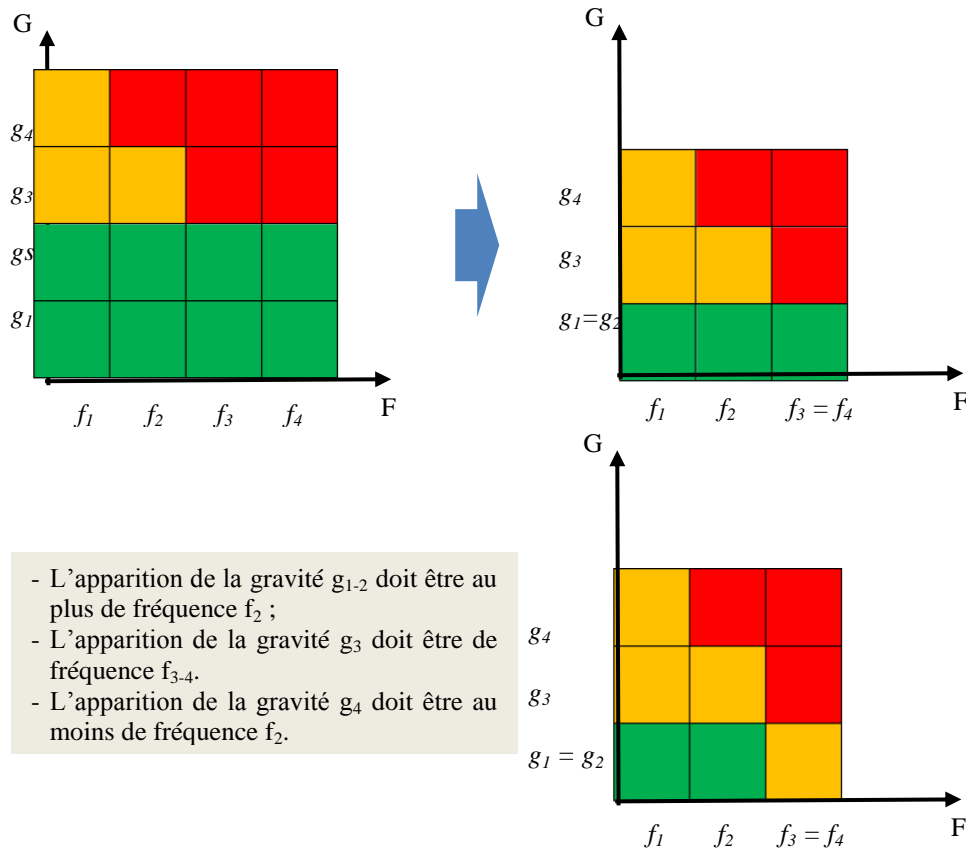 G
g4
g3
gs
g1
f1 f2 f3 f4
F
G
g4
g3
g1=g2
f1 f2 f3 = f4
F
- L’apparition de la gravité g1-2 doit être au
plus de fréquence f2 ;
- L’apparition de la gravité g3 doit être de
fréquence f3-4.
- L’apparition de la gravité g4 doit être au
moins de fréquence f2.
G
g4
g3
g1 = g2
f1 f2 f3 = f4
F